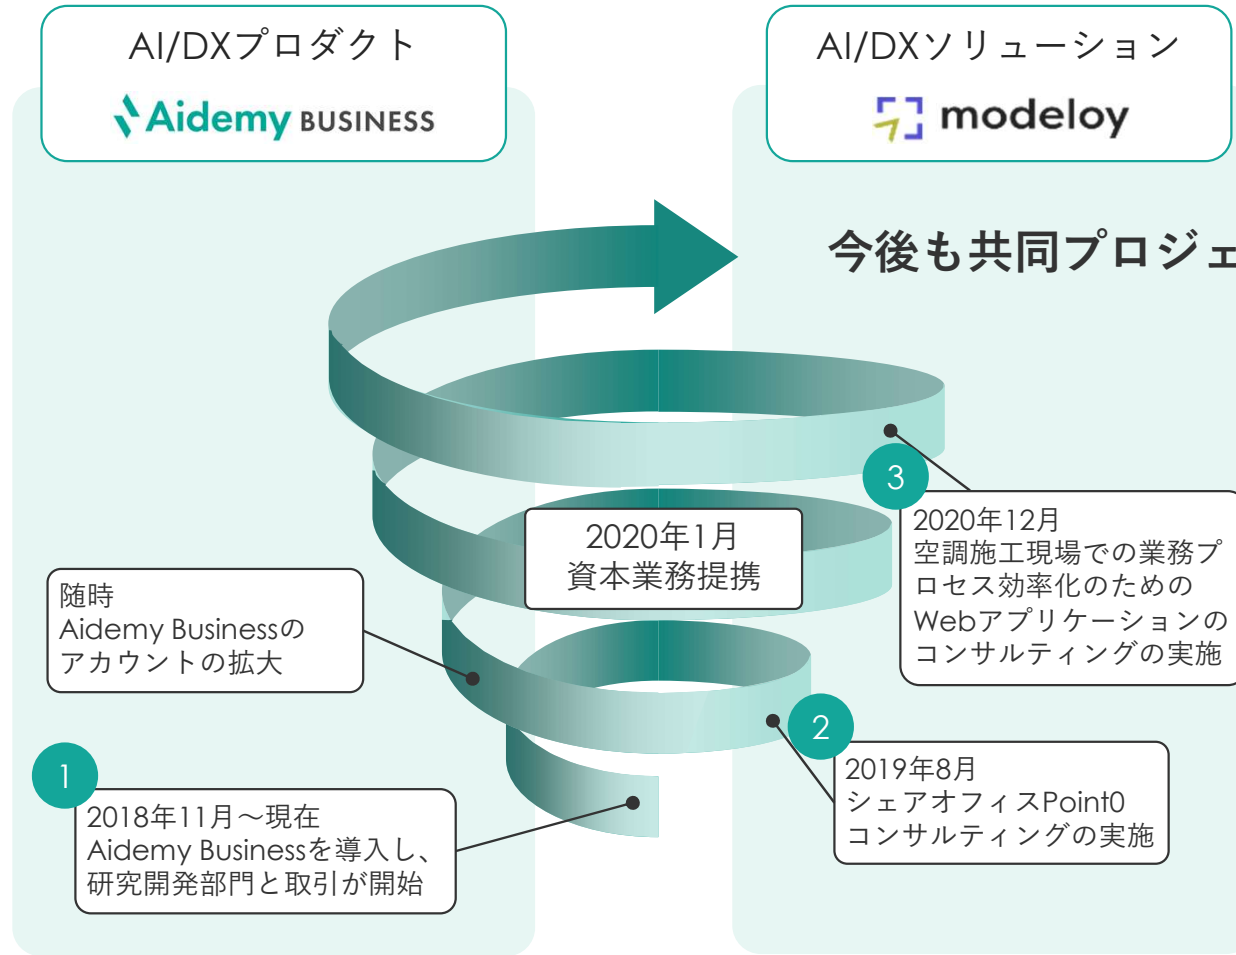 AI/DXプロダクト
Aidemy BUSINESS
AI/DXソリューション
modeloy
今後も共同プロジェ
3
2020年12月
空調施工現場での業務プ
ロセス効率化のための
Webアプリケーションの
コンサルティングの実施
2020年1月
資本業務提携
随時
Aidemy Businessの
アカウントの拡大
2
2019年8月
シェアオフィスPoint0
コンサルティングの実施
1
2018年11月～現在
Aidemy Businessを導入し、
研究開発部門と取引が開始